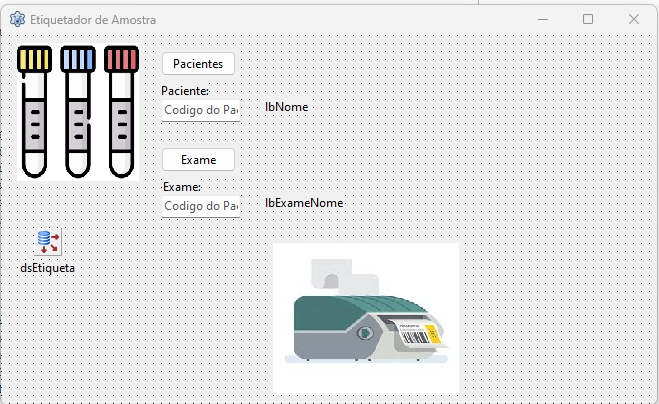 Etiquetador de Amostra
Pacientes
Paciente:
Codigo do Pac
lbNome
Exame
Exame:
Codigo do Pac
lbExameNome
dsEtiqueta